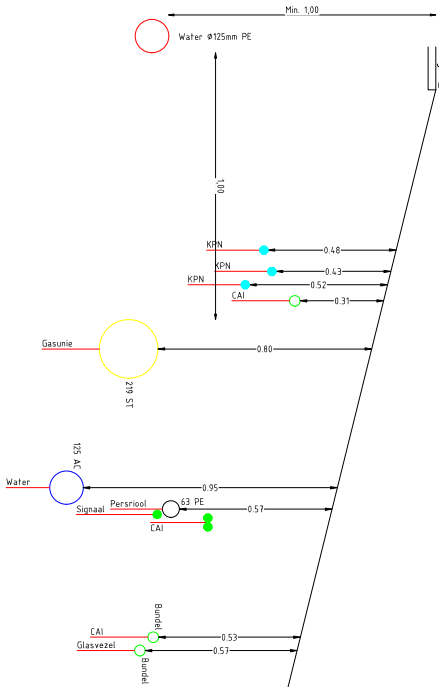 Min. 1,00
Water Ø125mm PE
1,00
KPN
0.48
KPN
0.43
KPN
0.52
CAI
0.31
Gasunie
0.80
219 ST
125 AC
Water
0.95
Persriool
63 PE
0.57
Signaal
CAI
Bundel
CAI
0.53
Glasvezel
0.57
Bundel